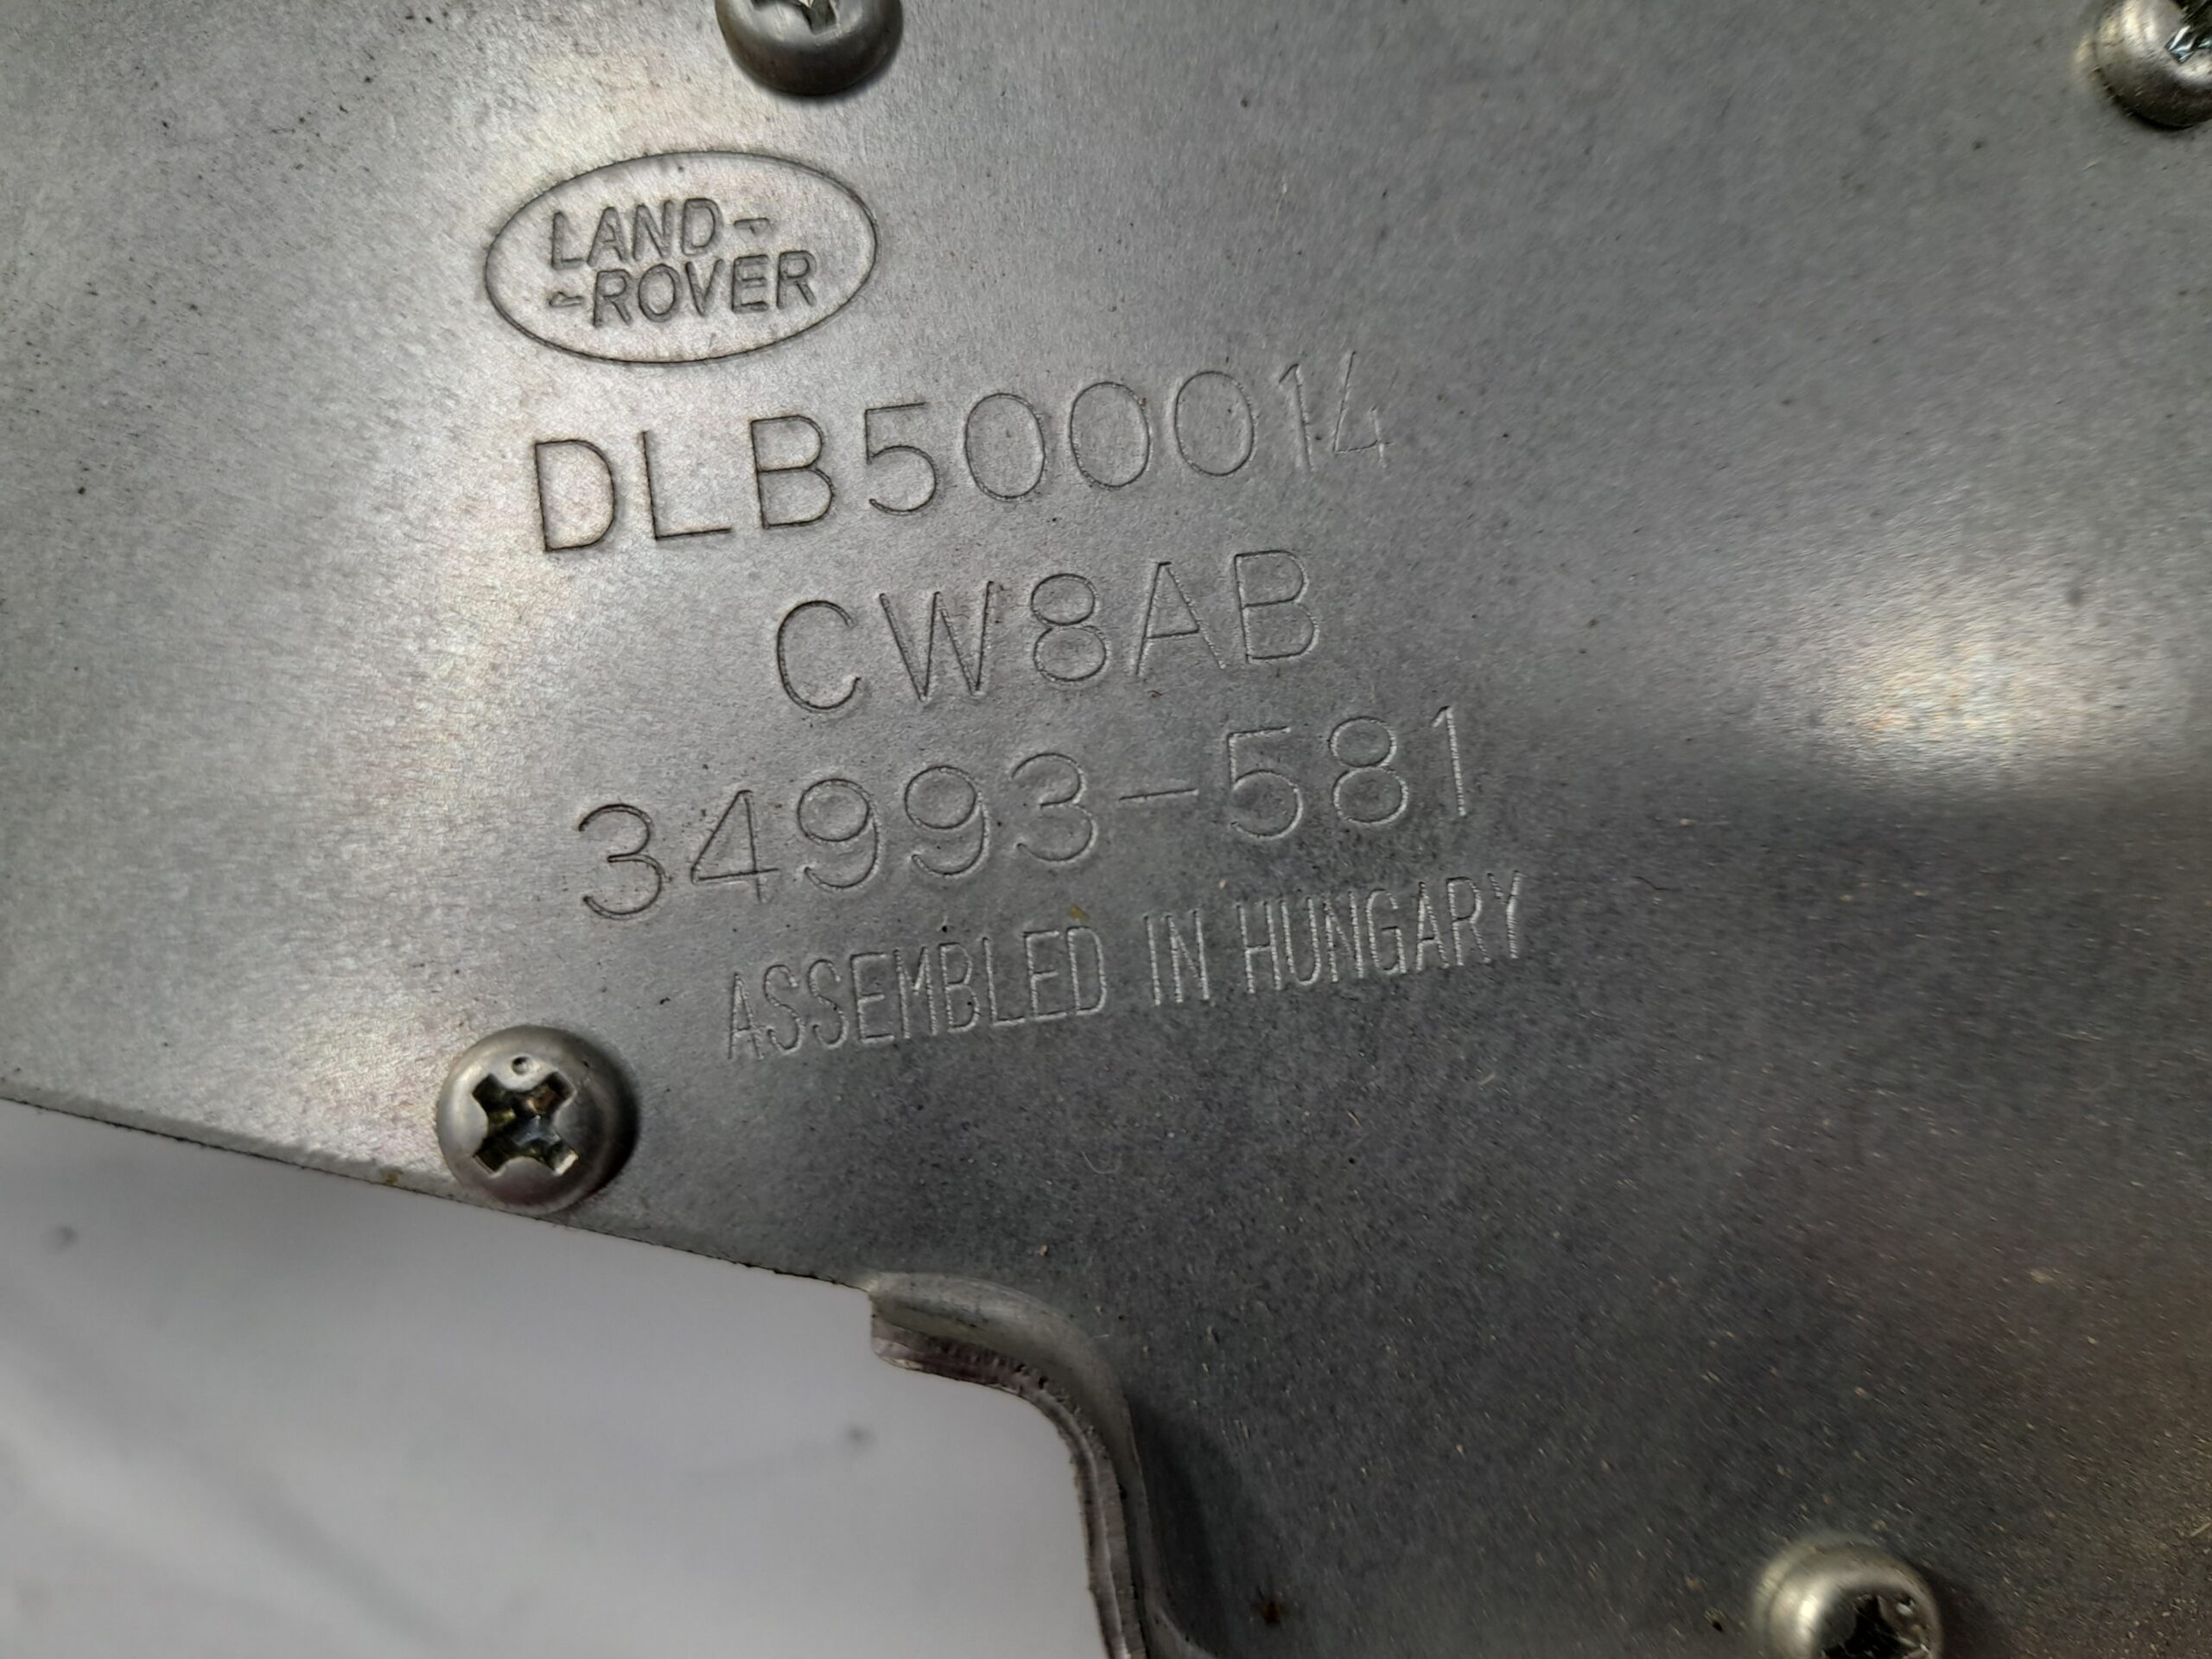 LAND-
-ROVER
DLB500014
CW8AB
34993-581
ASSEMBLED IN HUNGARY